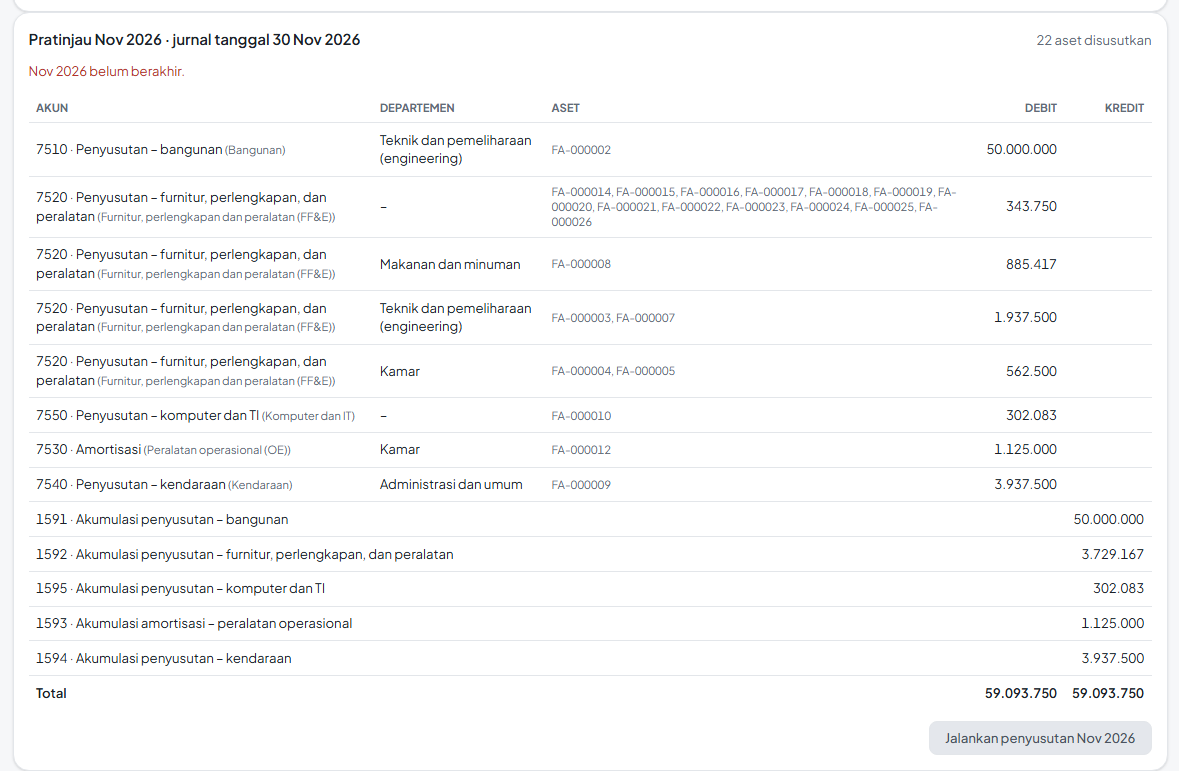 Pratinjau Nov 2026 · jurnal tanggal 30 Nov 2026
22 aset disusutkan
Nov 2026 belum berakhir.
AKUN DEPARTEMEN ASET DEBIT KREDIT
7510 · Penyusutan – bangunan (Bangunan)
Teknik dan pemeliharaan
(engineering)
FA-000002
50.000.000
7520 · Penyusutan – furnitur, perlengkapan, dan
peralatan (Furnitur, perlengkapan dan peralatan (FF&E))
–
FA-000014, FA-000015, FA-000016, FA-000017, FA-000018, FA-000019, FA-
000020, FA-000021, FA-000022, FA-000023, FA-000024, FA-000025, FA-
000026
343.750
7520 · Penyusutan – furnitur, perlengkapan, dan
peralatan (Furnitur, perlengkapan dan peralatan (FF&E))
Makanan dan minuman
FA-000008
885.417
7520 · Penyusutan – furnitur, perlengkapan, dan
peralatan (Furnitur, perlengkapan dan peralatan (FF&E))
Teknik dan pemeliharaan
(engineering)
FA-000003, FA-000007
1.937.500
7520 · Penyusutan – furnitur, perlengkapan, dan
peralatan (Furnitur, perlengkapan dan peralatan (FF&E))
Kamar
FA-000004, FA-000005
562.500
7550 · Penyusutan – komputer dan TI (Komputer dan IT) – FA-000010 302.083
7530 · Amortisasi (Peralatan operasional (OE)) Kamar FA-000012 1.125.000
7540 · Penyusutan – kendaraan (Kendaraan) Administrasi dan umum FA-000009 3.937.500
1591 · Akumulasi penyusutan – bangunan 50.000.000
1592 · Akumulasi penyusutan – furnitur, perlengkapan, dan peralatan 3.729.167
1595 · Akumulasi penyusutan – komputer dan TI 302.083
1593 · Akumulasi amortisasi – peralatan operasional 1.125.000
1594 · Akumulasi penyusutan – kendaraan 3.937.500
Total 59.093.750 59.093.750
Jalankan penyusutan Nov 2026